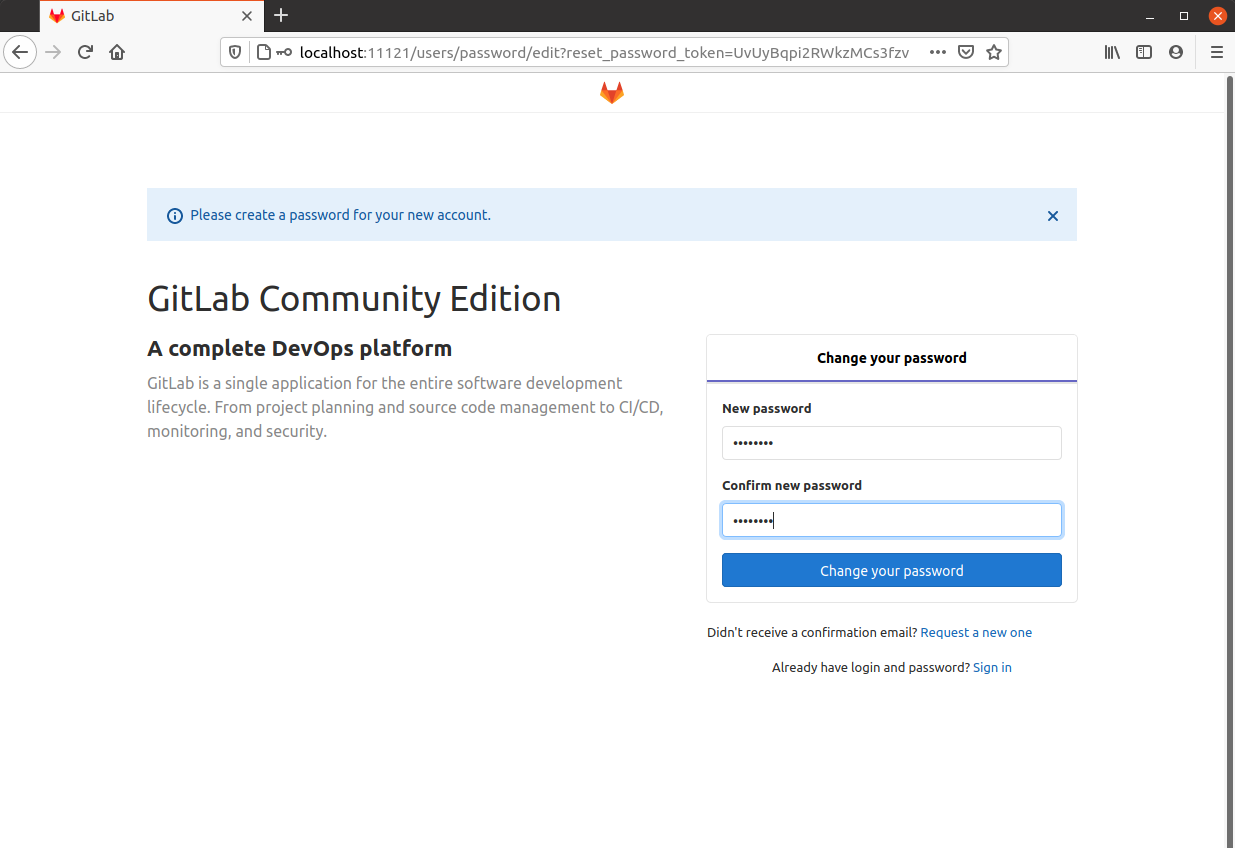 GitLab
localhost:11121/users/password/edit?reset_password_token=UvUyBqpi2RWkzMCs3fzv
Please create a password for your new account.
GitLab Community Edition
A complete DevOps platform
GitLab is a single application for the entire software development
lifecycle. From project planning and source code management to CI/CD,
monitoring, and security.
Change your password
New password
••••••••
Confirm new password
••••••••
Change your password
Didn't receive a confirmation email? Request a new one
Already have login and password? Sign in